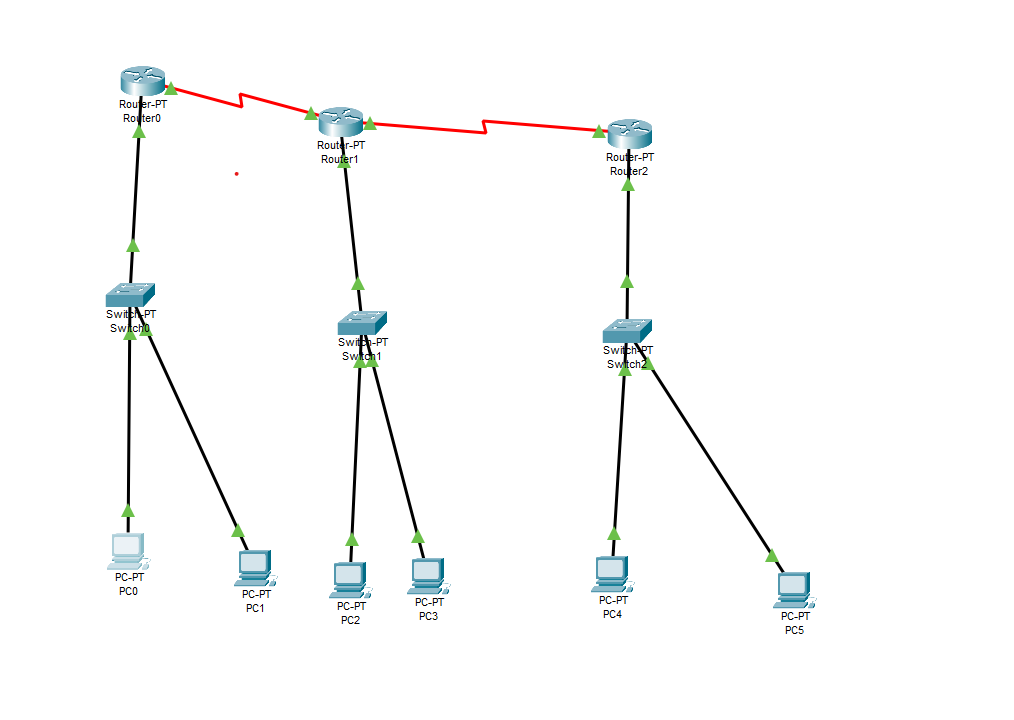 Router-PT
Router0
Router-PT
Router1
Router-PT
Router2
Switch-PT
Switch0
Switch-PT
Switch1
Switch-PT
Switch2
PC-PT
PC0
PC-PT
PC1
PC-PT
PC2
PC-PT
PC3
PC-PT
PC4
PC-PT
PC5